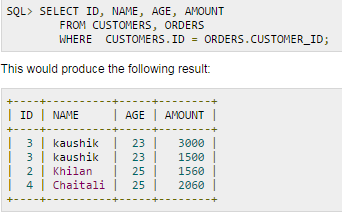 SQL> SELECT ID, NAME, AGE, AMOUNT
FROM CUSTOMERS, ORDERS
WHERE CUSTOMERS.ID = ORDERS.CUSTOMER_ID;
This would produce the following result:
+----+----------+-----+--------+
| ID | NAME | AGE | AMOUNT |
+----+----------+-----+--------+
| 3 | kaushik | 23 | 3000 |
| 3 | kaushik | 23 | 1500 |
| 2 | Khilan | 25 | 1560 |
| 4 | Chaitali | 25 | 2060 |
+----+----------+-----+--------+